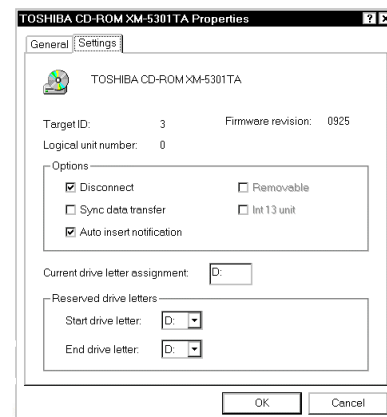 TOSHIBA CD-ROM XM-5301TA Properties
General Settings
TOSHIBA CD-ROM XM-5301TA
Target ID: 3 Firmware revision: 0925
Logical unit number: 0
Options
Disconnect Removable
Sync data transfer Int 13 unit
Auto insert notification
Current drive letter assignment: D:
Reserved drive letters
Start drive letter: D:
End drive letter: D:
OK Cancel